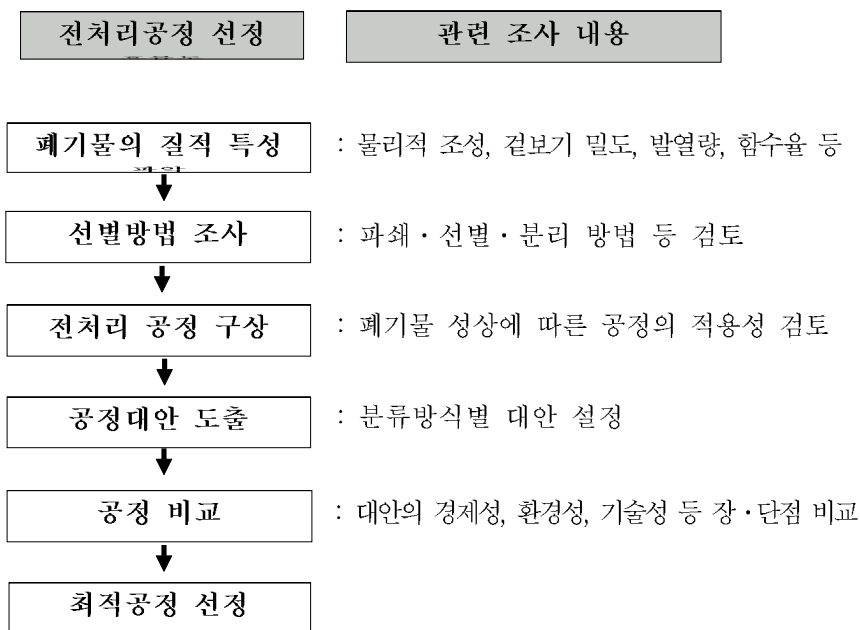 전처리공정 선정
관련 조사 내용
폐기물의 질적 특성
: 물리적 조성, 겉보기 밀도, 발열량, 함수율 등
선별방법 조사
: 파쇄·선별·분리 방법 등 검토
전처리 공정 구상
: 폐기물 성상에 따른 공정의 적용성 검토
공정대안 도출
: 분류방식별 대안 설정
공정 비교
: 대안의 경제성, 환경성, 기술성 등 장·단점 비교
최적공정 선정